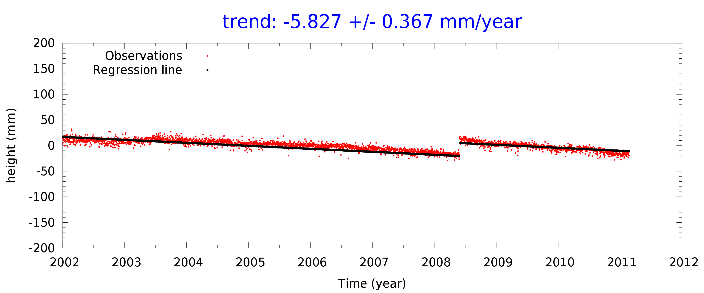 trend: -5.827 +/- 0.367 mm/year
Observations
Regression line
200
150
100
50
0
-50
-100
-150
-200
height (mm)
2002 2003 2004 2005 2006 2007 2008 2009 2010 2011 2012
Time (year)